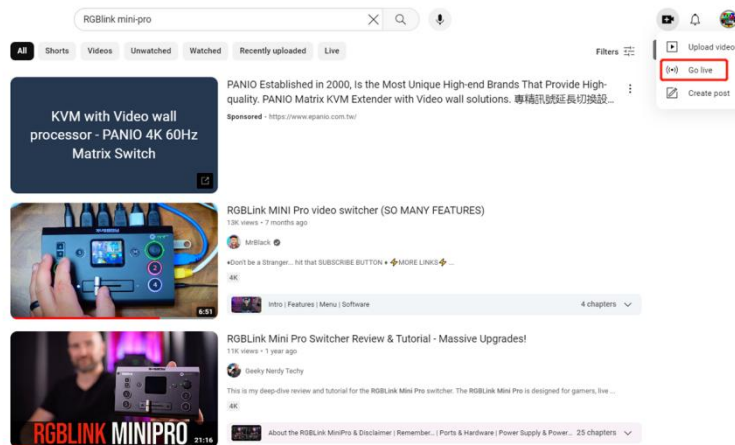 RGBlink mini-pro
All
Shorts
Videos
Unwatched
Watched
Recently uploaded
Live
Filters
Upload video
Go live
Create post
KVM with Video wall
processor - PANIO 4K 60Hz
Matrix Switch
PANIO Established in 2000, Is the Most Unique High-end Brands That Provide High-
quality. PANIO Matrix KVM Extender with Video wall solutions. 專精訊號延長切換設...
Sponsored · https://www.epanio.com.tw/
6:51
RGBLink MINI Pro video switcher (SO MANY FEATURES)
13K views • 7 months ago
MrBlack
•Don't be a Stranger... hit that SUBSCRIBE BUTTON • MORE LINKS ...
4K
Intro | Features | Menu | Software
4 chapters
RGBLINK MINIPRO
21:16
RGBLink Mini Pro Switcher Review & Tutorial - Massive Upgrades!
11K views • 1 year ago
Geeky Nerdy Techy
This is my deep-dive review and tutorial for the RGBLink Mini Pro switcher. The RGBLink Mini Pro is designed for gamers, live ...
4K
About the RGBLink MiniPro & Disclaimer | Remember... | Ports & Hardware | Power Supply & Power...
25 chapters